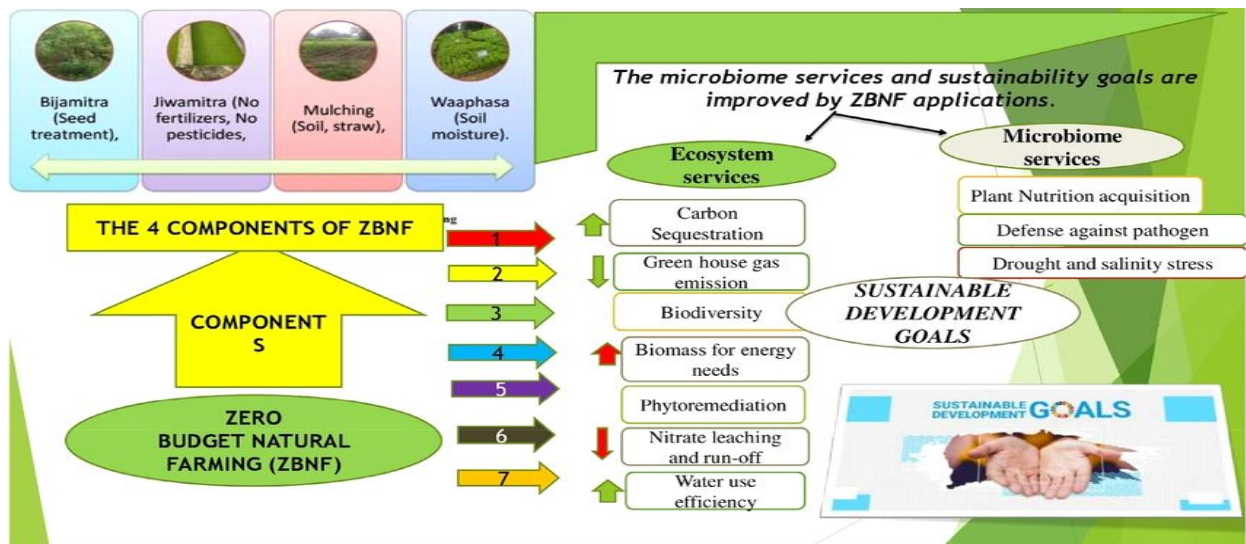 Bijamitra
(Seed
treatment),
Jiwamitra (No
fertilizers, No
pesticides,
Mulching
(Soil, straw),
Waaphasa
(Soil
moisture).
The microbiome services and sustainability goals are
improved by ZBNF applications.
Ecosystem
services
Microbiome
services
Plant Nutrition acquisition
Defense against pathogen
Drought and salinity stress
THE 4 COMPONENTS OF ZBNF
ng
COMPONENT
S
ZERO
BUDGET NATURAL
FARMING (ZBNF)
1
Carbon
Sequestration
2
Green house gas
emission
3
Biodiversity
4
Biomass for energy
needs
5
Phytoremediation
6
Nitrate leaching
and run-off
7
Water use
efficiency
SUSTAINABLE
DEVELOPMENT
GOALS
SUSTAINABLE
DEVELOPMENT GOALS